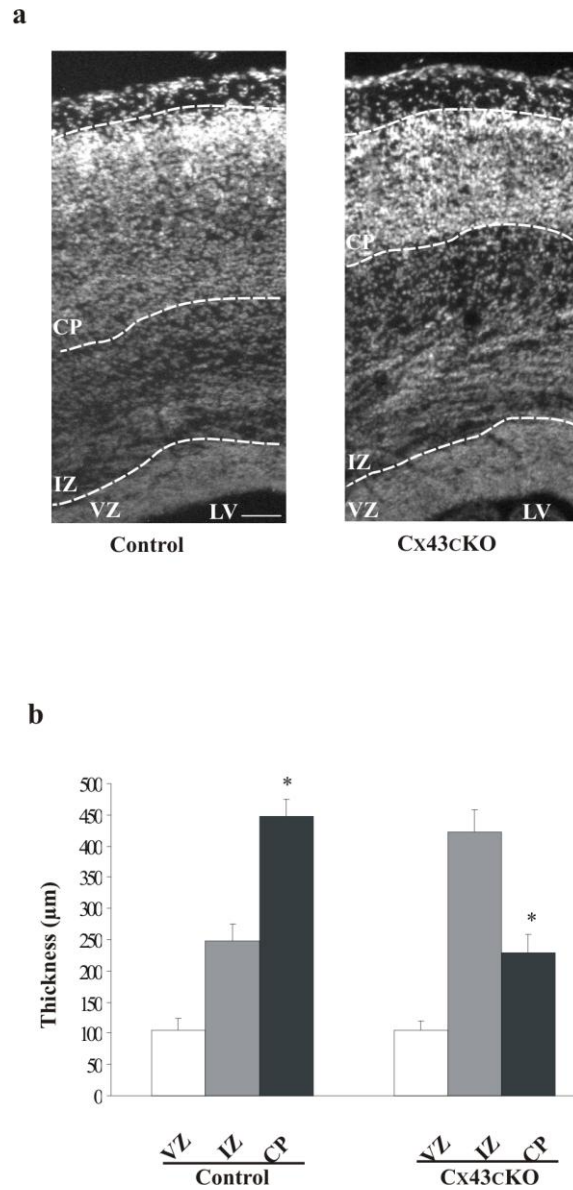 a
CP
IZ
VZ LV
Control
CP
IZ
VZ LV
Cx43cKO
b
Thickness (µm)
500
450
400
350
300
250
200
150
100
50
0
*
*
VZ IZ CP
Control
VZ IZ CP
Cx43cKO